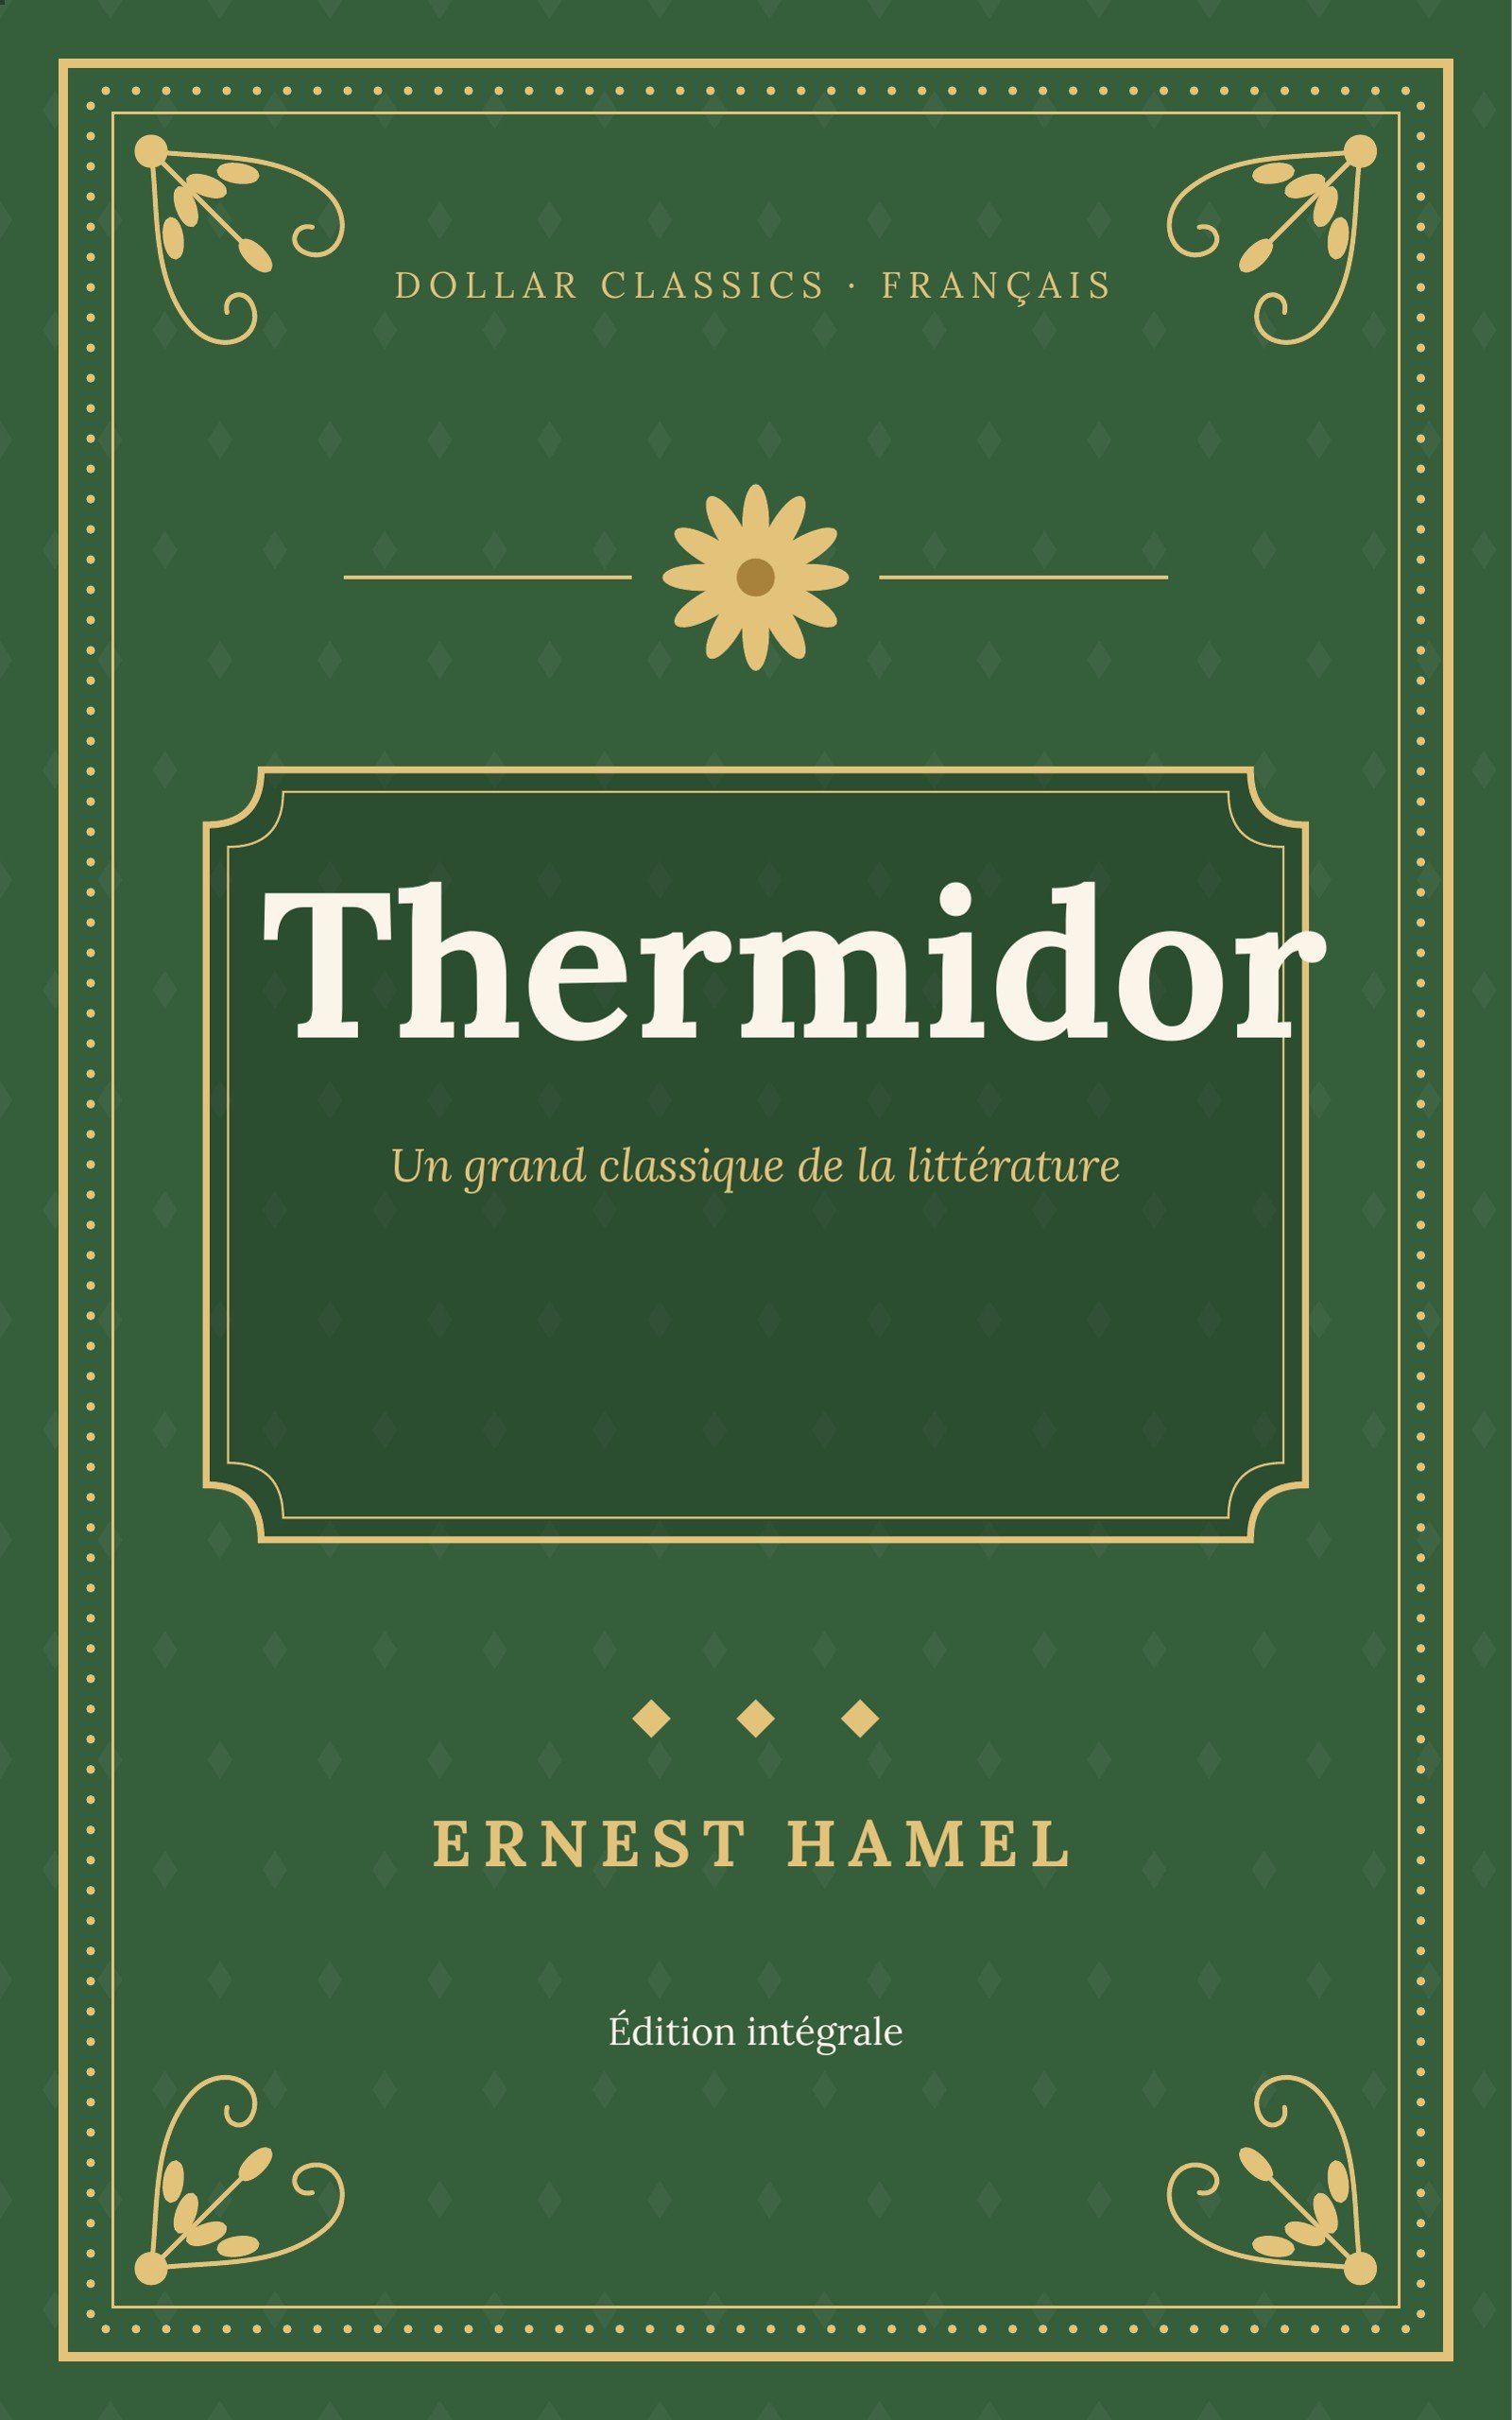 DOLLAR CLASSICS · FRANÇAIS
Thermidor
Un grand classique de la littérature
ERNEST HAMEL
Édition intégrale